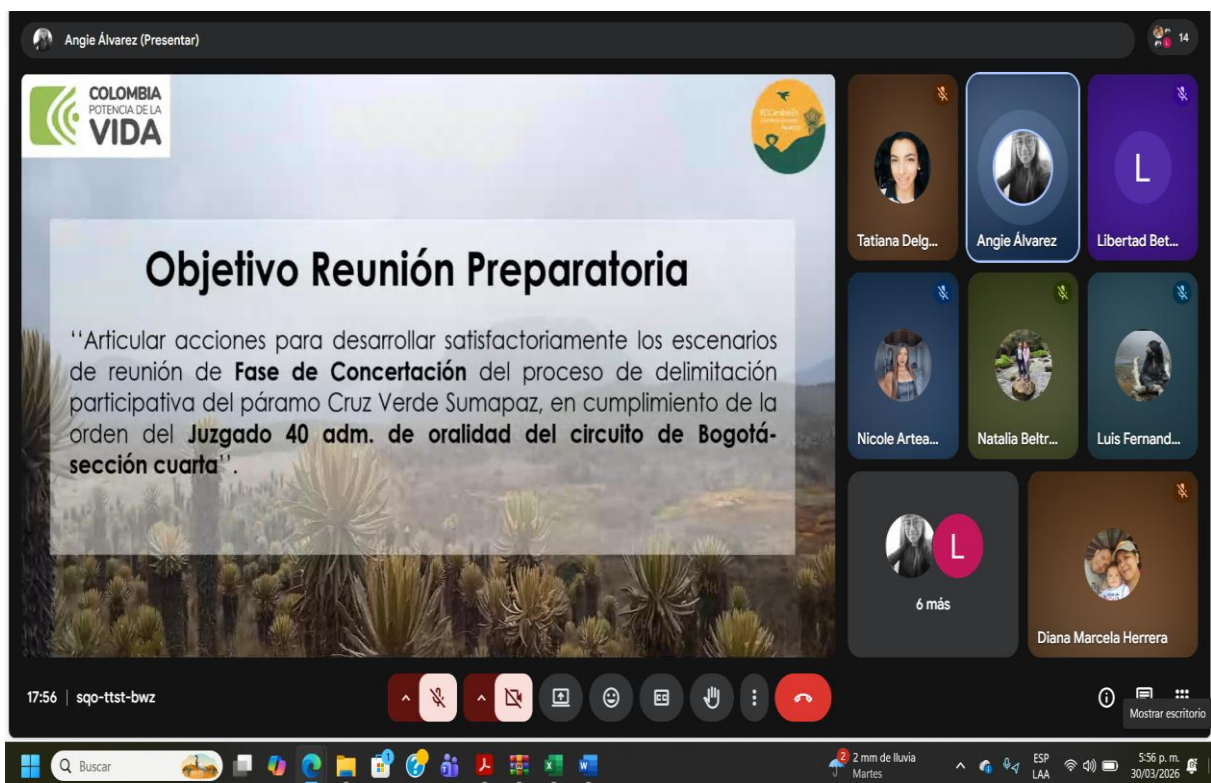 Angie Álvarez (Presentar)
14
COLOMBIA
POTENCIA DE LA
VIDA
Objetivo Reunión Preparatoria
‘‘Articular acciones para desarrollar satisfactoriamente los escenarios
de reunión de Fase de Concertación del proceso de delimitación
participativa del páramo Cruz Verde Sumapaz, en cumplimiento de la
orden del Juzgado 40 adm. de oralidad del circuito de Bogotá-
sección cuarta’’.
Tatiana Delg...
Angie Álvarez
L
Libertad Bet...
Nicole Artea...
Natalia Beltr...
Luis Fernand...
L
6 más
Diana Marcela Herrera
17:56 | sqo-ttst-bwz
Mostrar escritorio
Buscar
2
2 mm de lluvia
Martes
ESP
LAA
5:56 p. m.
30/03/2026